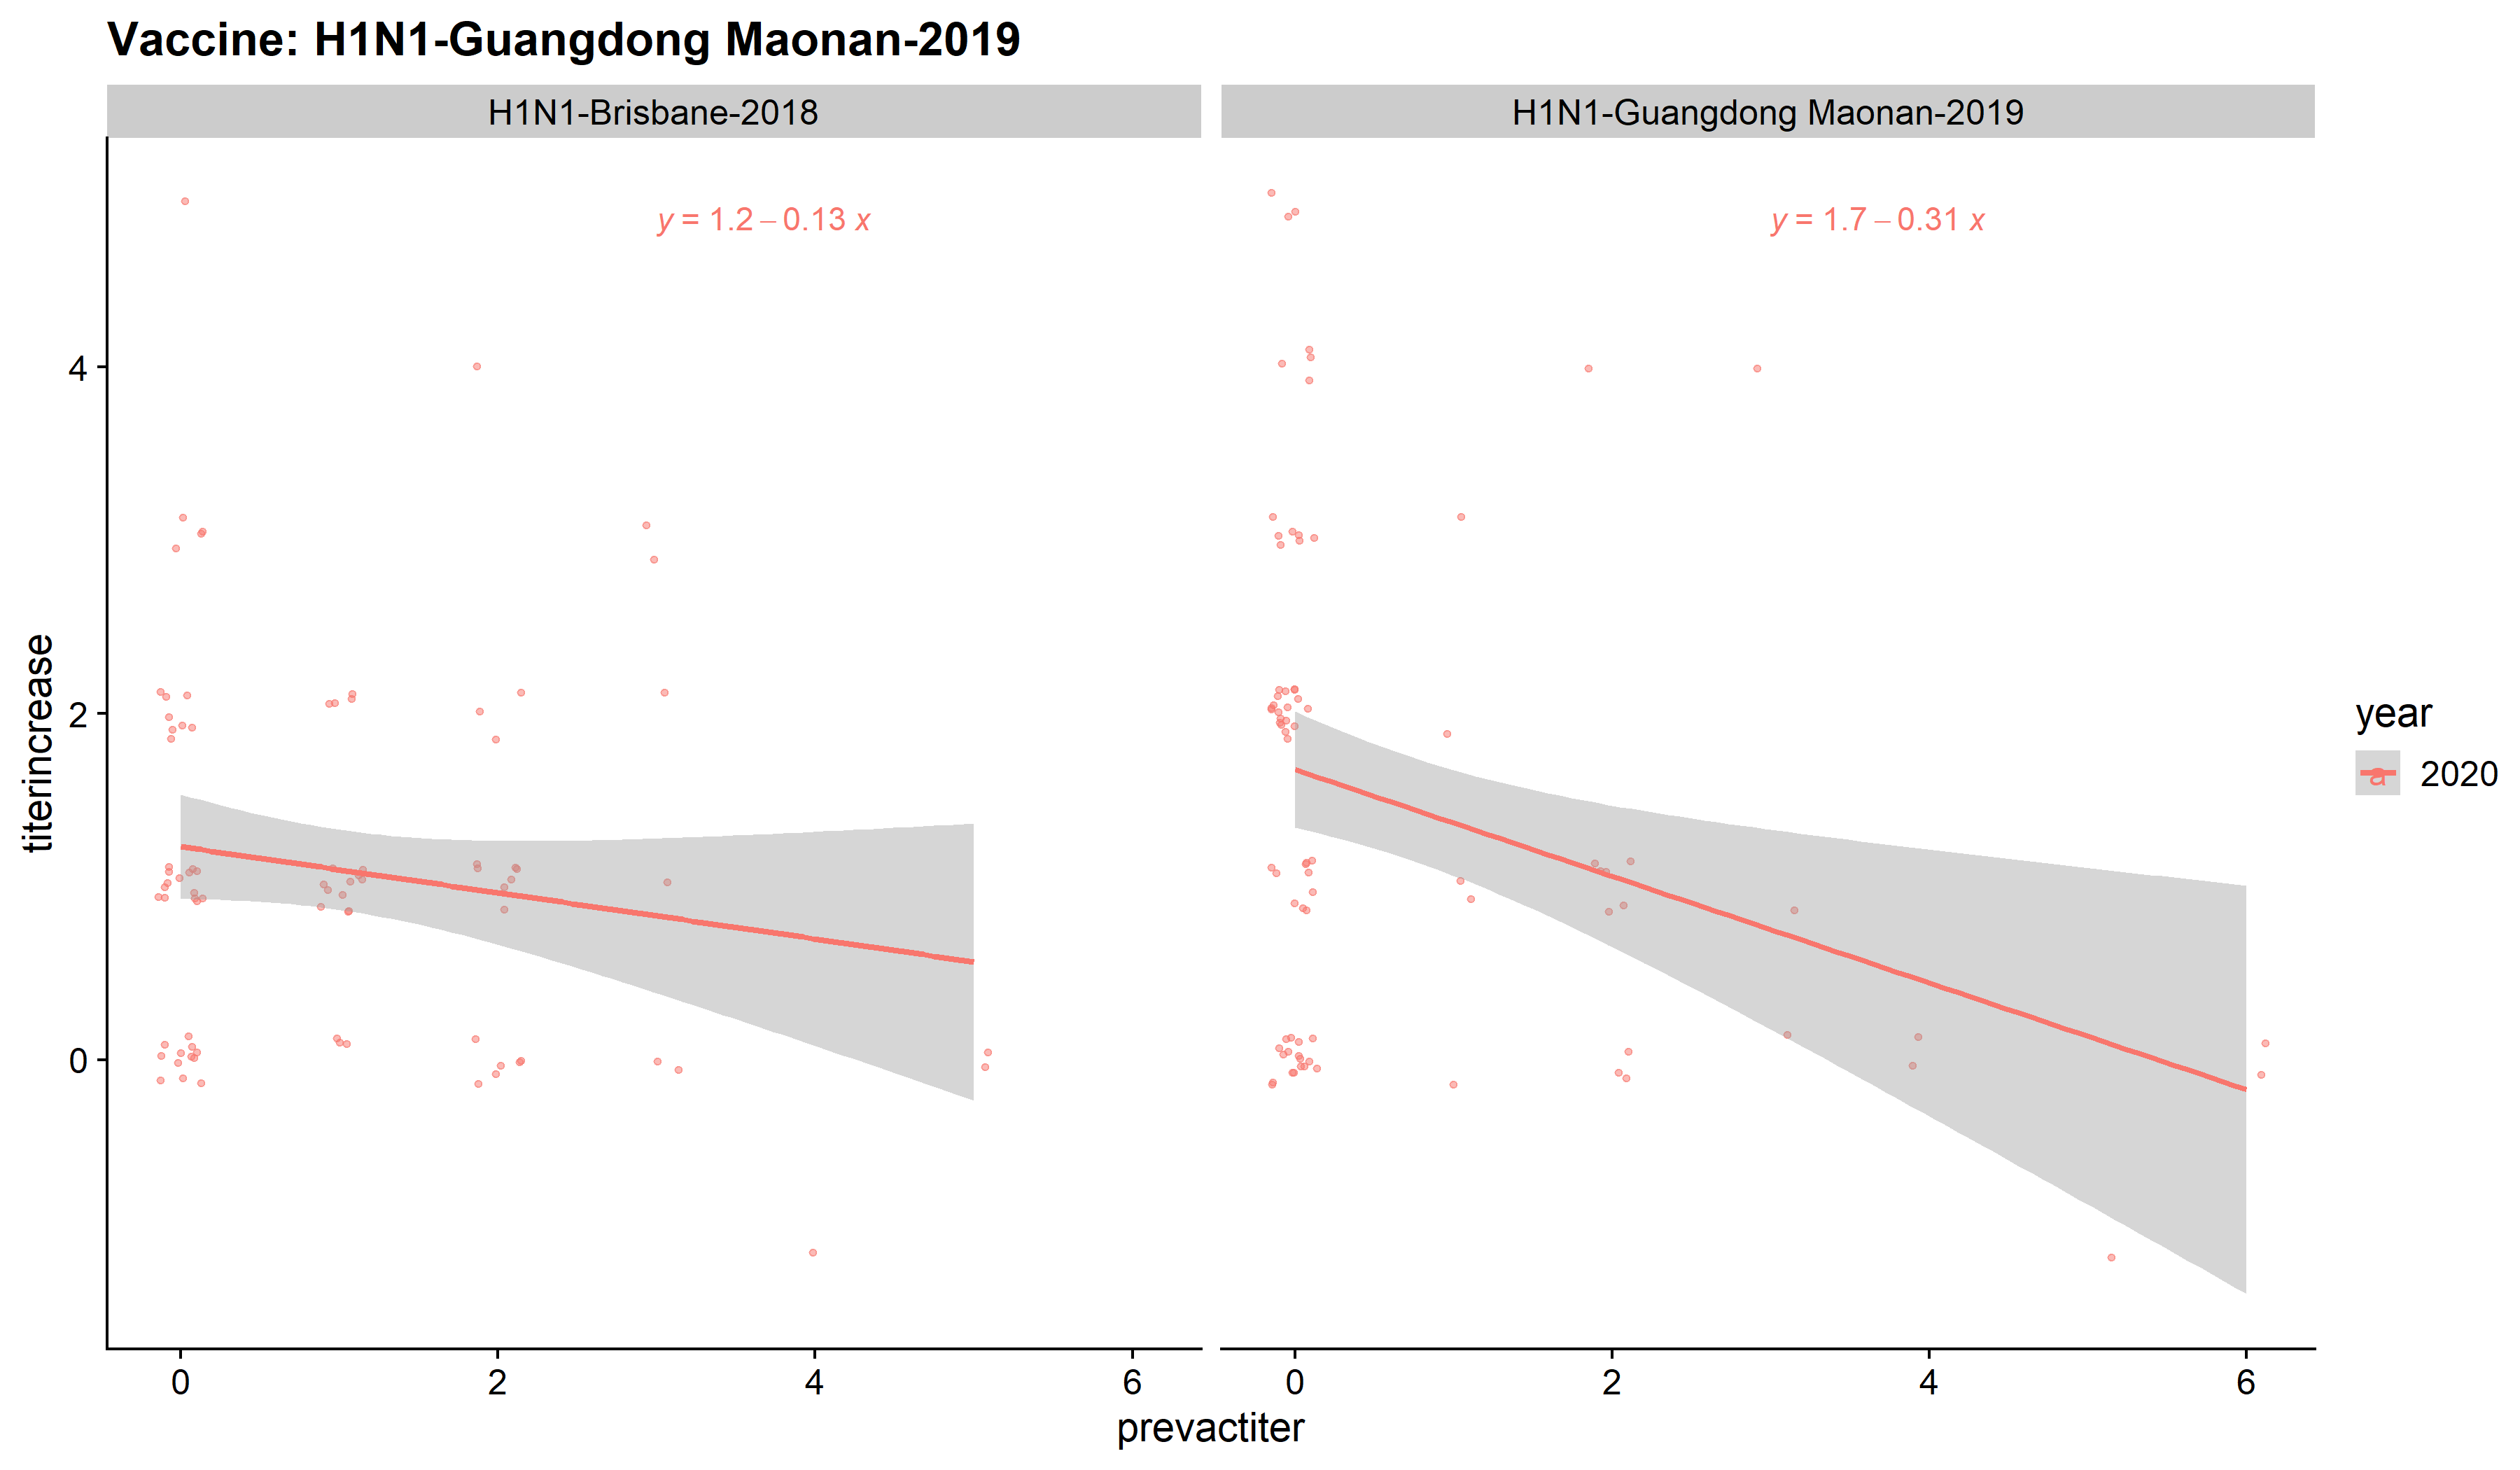 Vaccine: H1N1-Guangdong Maonan-2019
H1N1-Brisbane-2018
H1N1-Guangdong Maonan-2019
y = 1.2 – 0.13 x
y = 1.7 – 0.31 x
4
2
0
titerincrease
0 2 4 6
0 2 4 6
prevactiter
year
a 2020